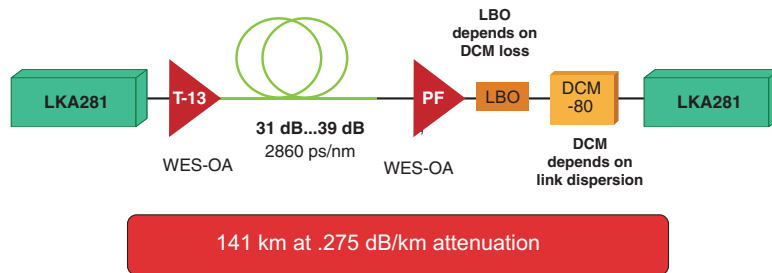 LBO
depends on
DCM loss
LKA281
T-13
PF
LBO
DCM
-80
LKA281
31 dB...39 dB
2860 ps/nm
WES-OA
WES-OA
DCM
depends on
link dispersion
141 km at .275 dB/km attenuation